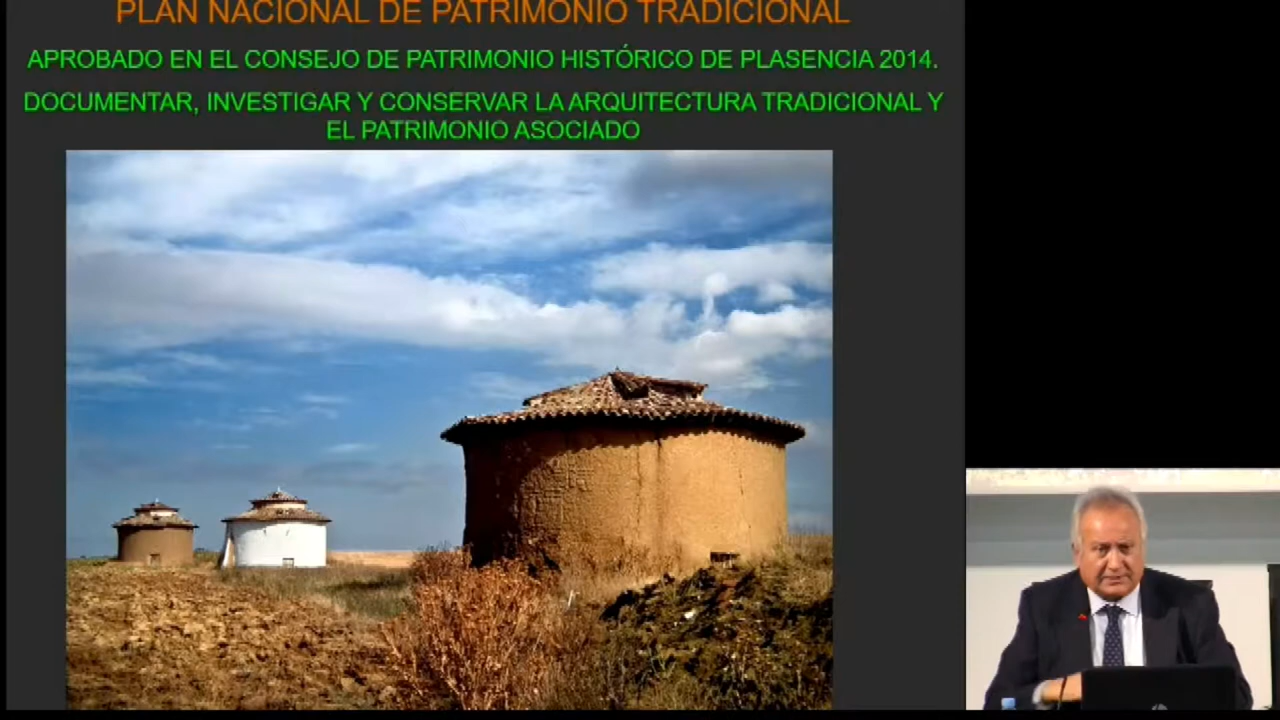 PLAN NACIONAL DE PATRIMONIO TRADICIONAL
APROBADO EN EL CONSEJO DE PATRIMONIO HISTÓRICO DE PLASENCIA 2014.
DOCUMENTAR, INVESTIGAR Y CONSERVAR LA ARQUITECTURA TRADICIONAL Y
EL PATRIMONIO ASOCIADO